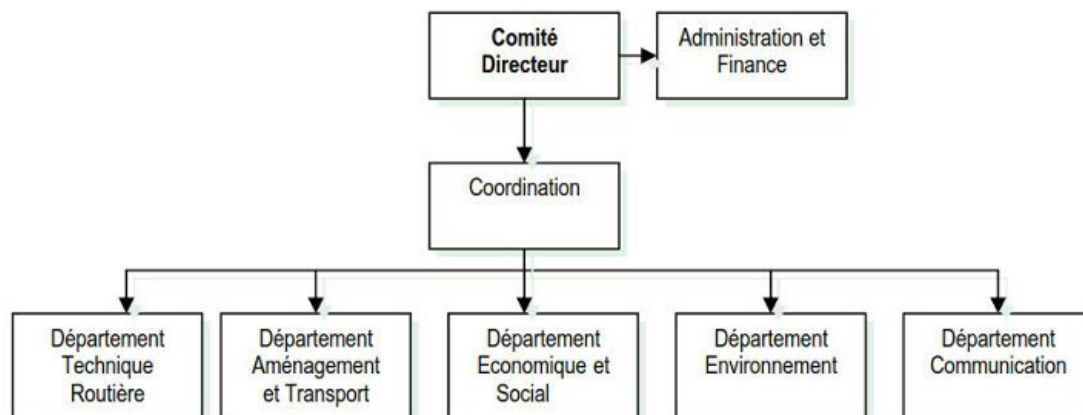 Comité
Directeur
Administration et
Finance
Coordination
Département
Technique
Routière
Département
Aménagement
et Transport
Département
Economique et
Social
Département
Environnement
Département
Communication